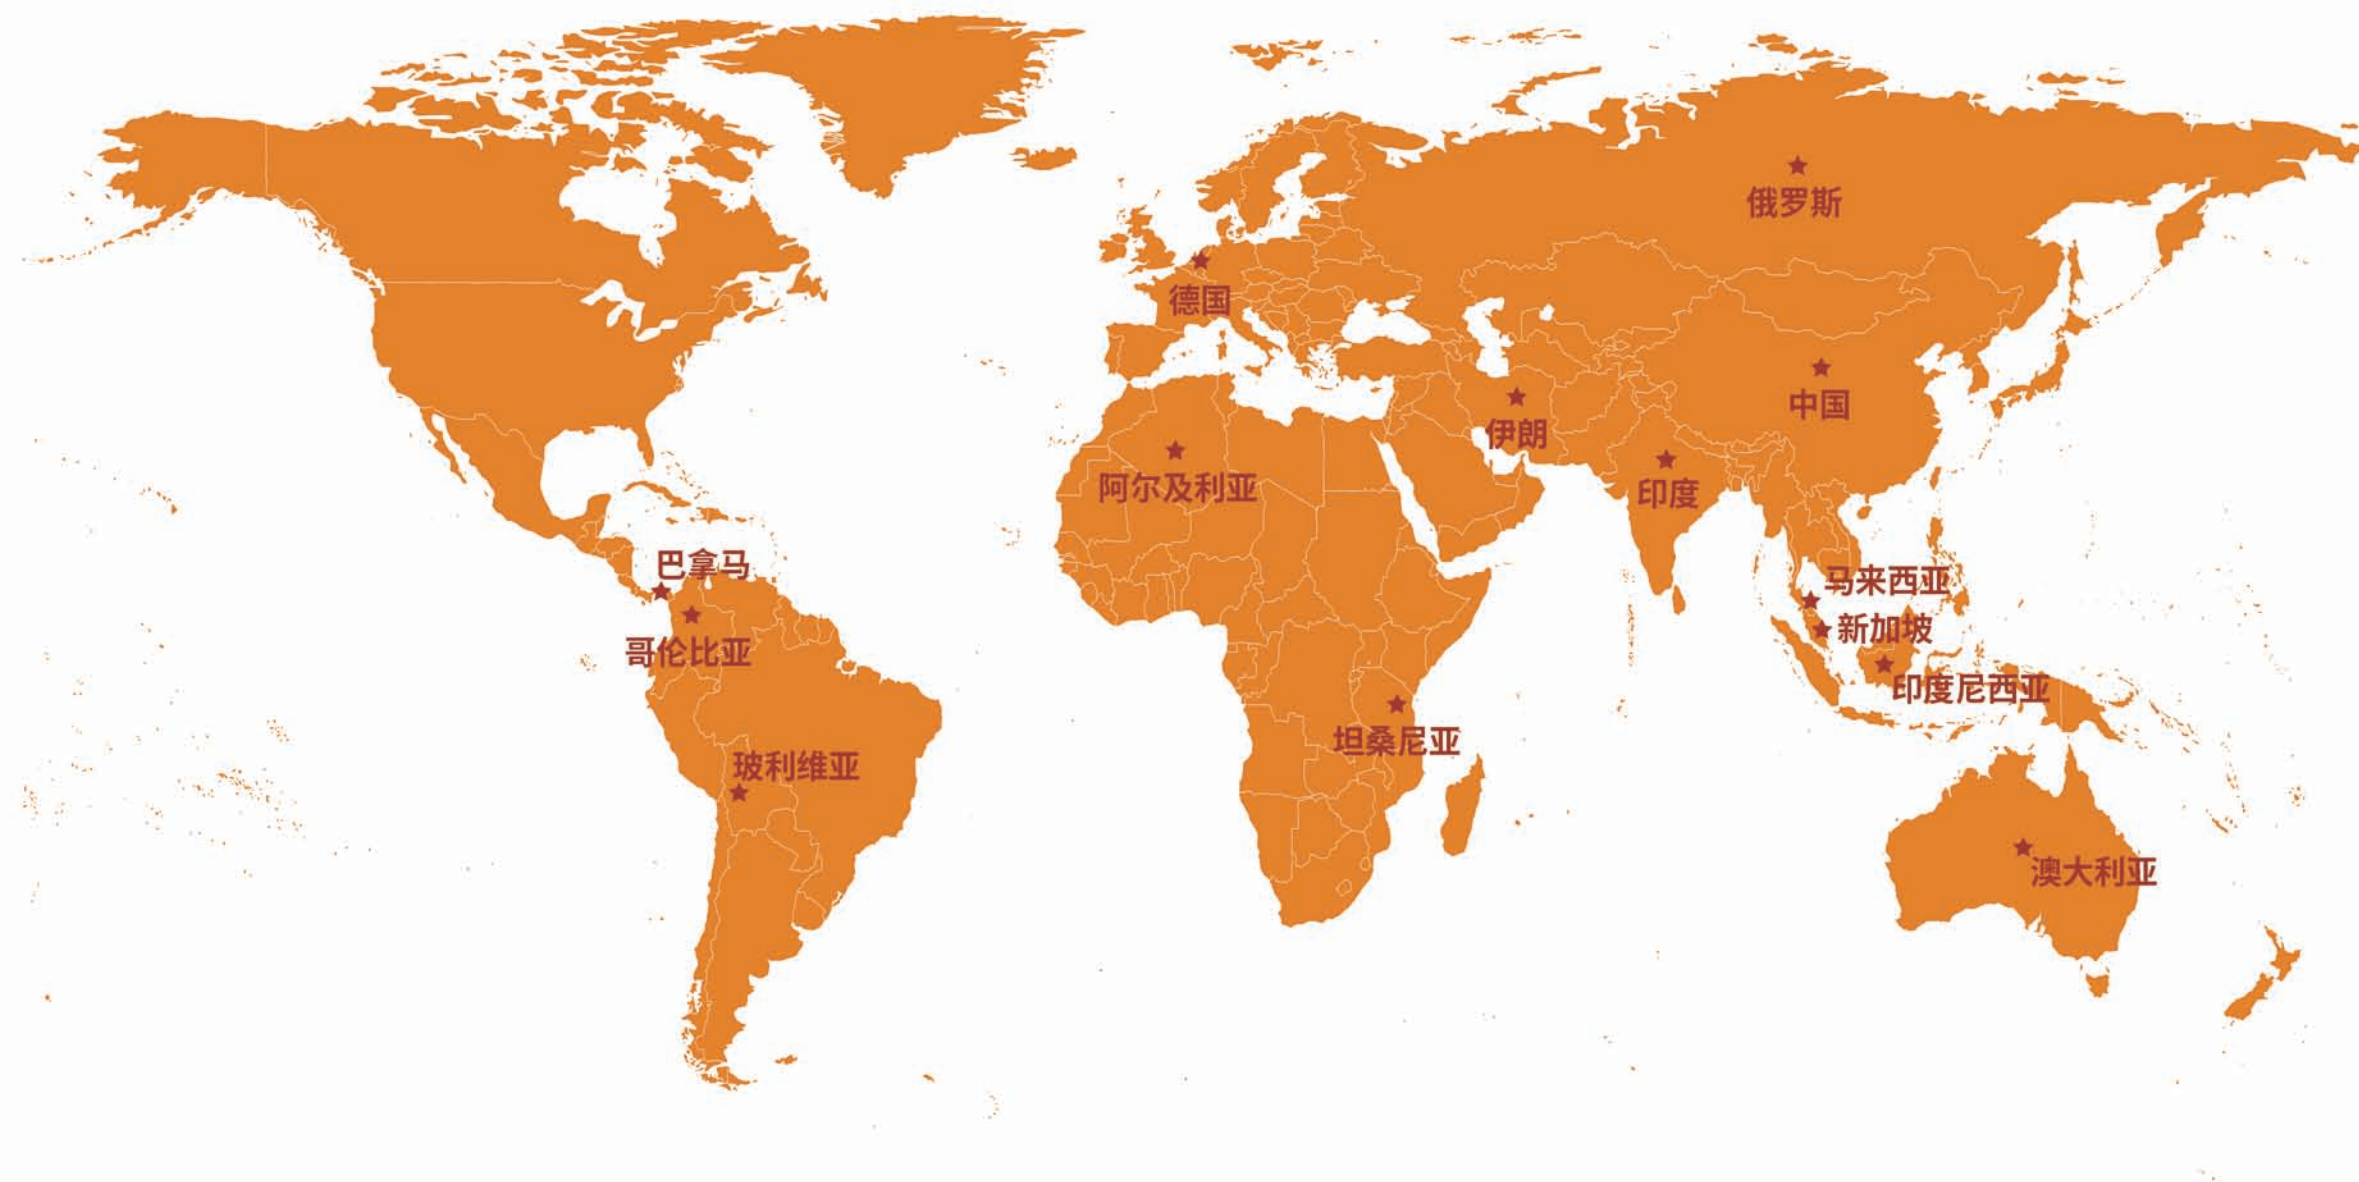 俄罗斯
德国
中国
伊朗
阿尔及利亚
印度
巴拿马
马来西亚
新加坡
哥伦比亚
印度尼西亚
坦桑尼亚
玻利维亚
澳大利亚